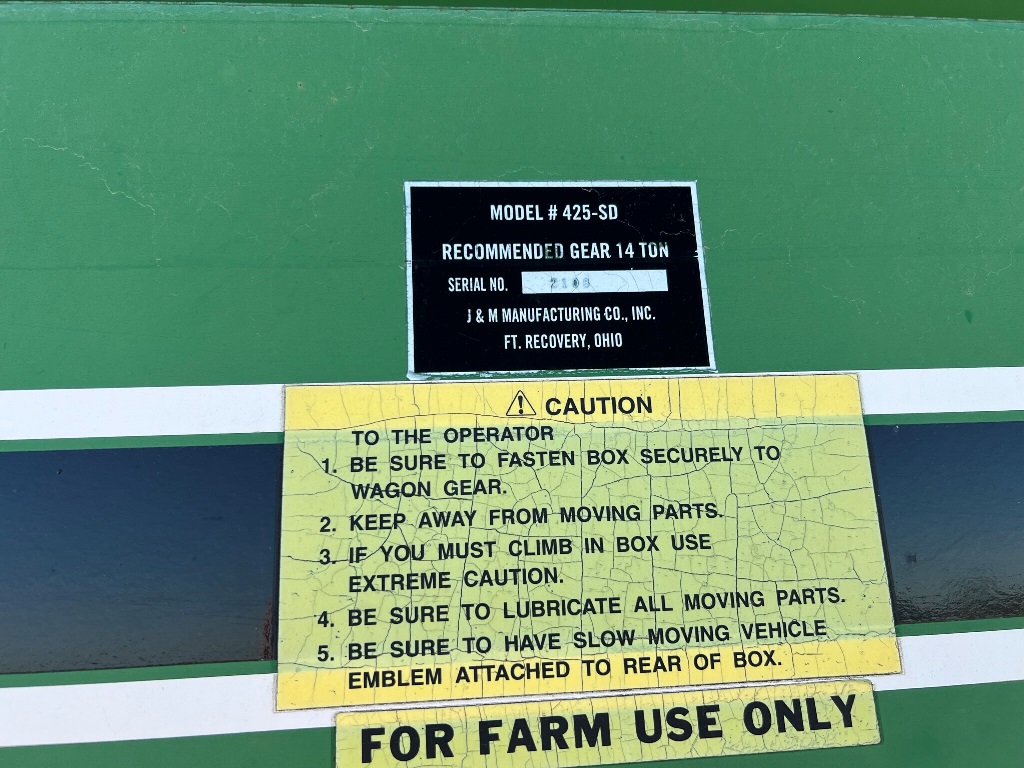 MODEL # 425-SD
RECOMMENDED GEAR 14 TON
SERIAL NO.
J & M MANUFACTURING CO., INC.
FT. RECOVERY, OHIO
⚠ CAUTION
TO THE OPERATOR
1. BE SURE TO FASTEN BOX SECURELY TO
WAGON GEAR.
2. KEEP AWAY FROM MOVING PARTS.
3. IF YOU MUST CLIMB IN BOX USE
EXTREME CAUTION.
4. BE SURE TO LUBRICATE ALL MOVING PARTS.
5. BE SURE TO HAVE SLOW MOVING VEHICLE
EMBLEM ATTACHED TO REAR OF BOX.
FOR FARM USE ONLY